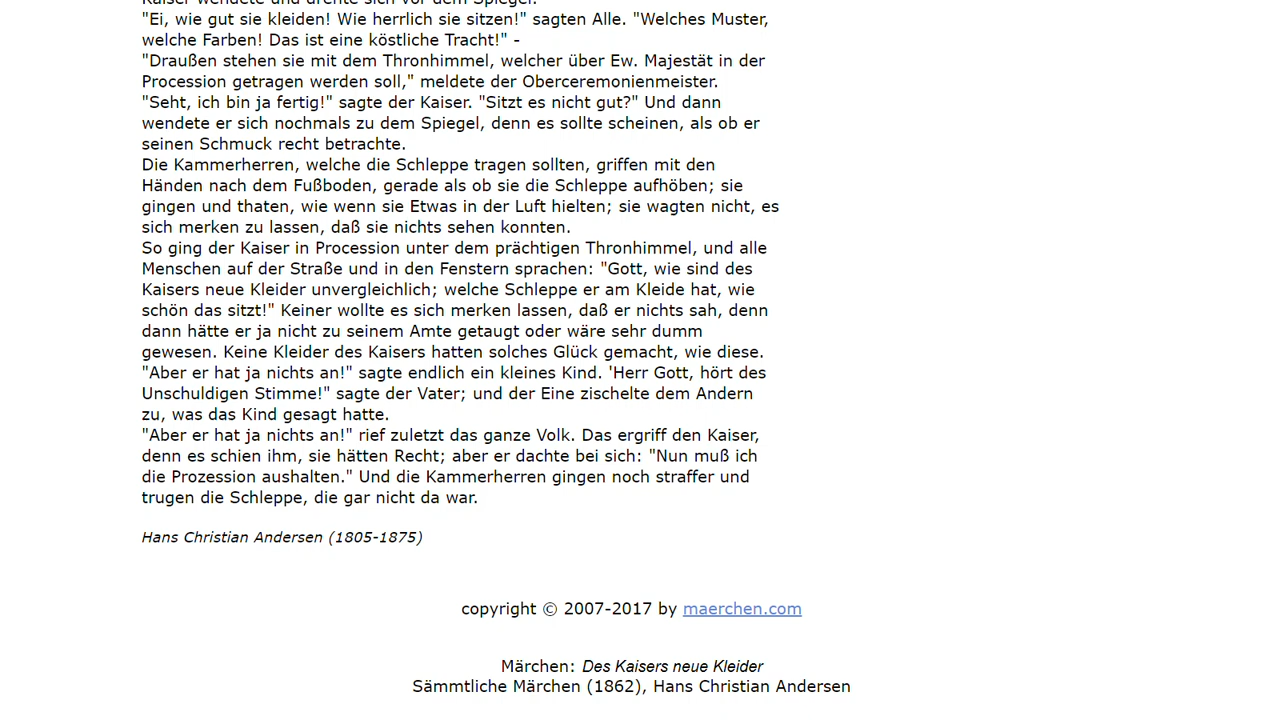 Kaiser wendete und drehte sich vor dem Spiegel.
"Ei, wie gut sie kleiden! Wie herrlich sie sitzen!" sagten Alle. "Welches Muster,
welche Farben! Das ist eine köstliche Tracht!" -
"Draußen stehen sie mit dem Thronhimmel, welcher über Ew. Majestät in der
Procession getragen werden soll," meldete der Oberceremonienmeister.
"Seht, ich bin ja fertig!" sagte der Kaiser. "Sitzt es nicht gut?" Und dann
wendete er sich nochmals zu dem Spiegel, denn es sollte scheinen, als ob er
seinen Schmuck recht betrachte.
Die Kammerherren, welche die Schleppe tragen sollten, griffen mit den
Händen nach dem Fußboden, gerade als ob sie die Schleppe aufhöben; sie
gingen und thaten, wie wenn sie Etwas in der Luft hielten; sie wagten nicht, es
sich merken zu lassen, daß sie nichts sehen konnten.
So ging der Kaiser in Procession unter dem prächtigen Thronhimmel, und alle
Menschen auf der Straße und in den Fenstern sprachen: "Gott, wie sind des
Kaisers neue Kleider unvergleichlich; welche Schleppe er am Kleide hat, wie
schön das sitzt!" Keiner wollte es sich merken lassen, daß er nichts sah, denn
dann hätte er ja nicht zu seinem Amte getaugt oder wäre sehr dumm
gewesen. Keine Kleider des Kaisers hatten solches Glück gemacht, wie diese.
"Aber er hat ja nichts an!" sagte endlich ein kleines Kind. 'Herr Gott, hört des
Unschuldigen Stimme!" sagte der Vater; und der Eine zischelte dem Andern
zu, was das Kind gesagt hatte.
"Aber er hat ja nichts an!" rief zuletzt das ganze Volk. Das ergriff den Kaiser,
denn es schien ihm, sie hätten Recht; aber er dachte bei sich: "Nun muß ich
die Prozession aushalten." Und die Kammerherren gingen noch straffer und
trugen die Schleppe, die gar nicht da war.
Hans Christian Andersen (1805-1875)
copyright © 2007-2017 by maerchen.com
Märchen: Des Kaisers neue Kleider
Sämmtliche Märchen (1862), Hans Christian Andersen